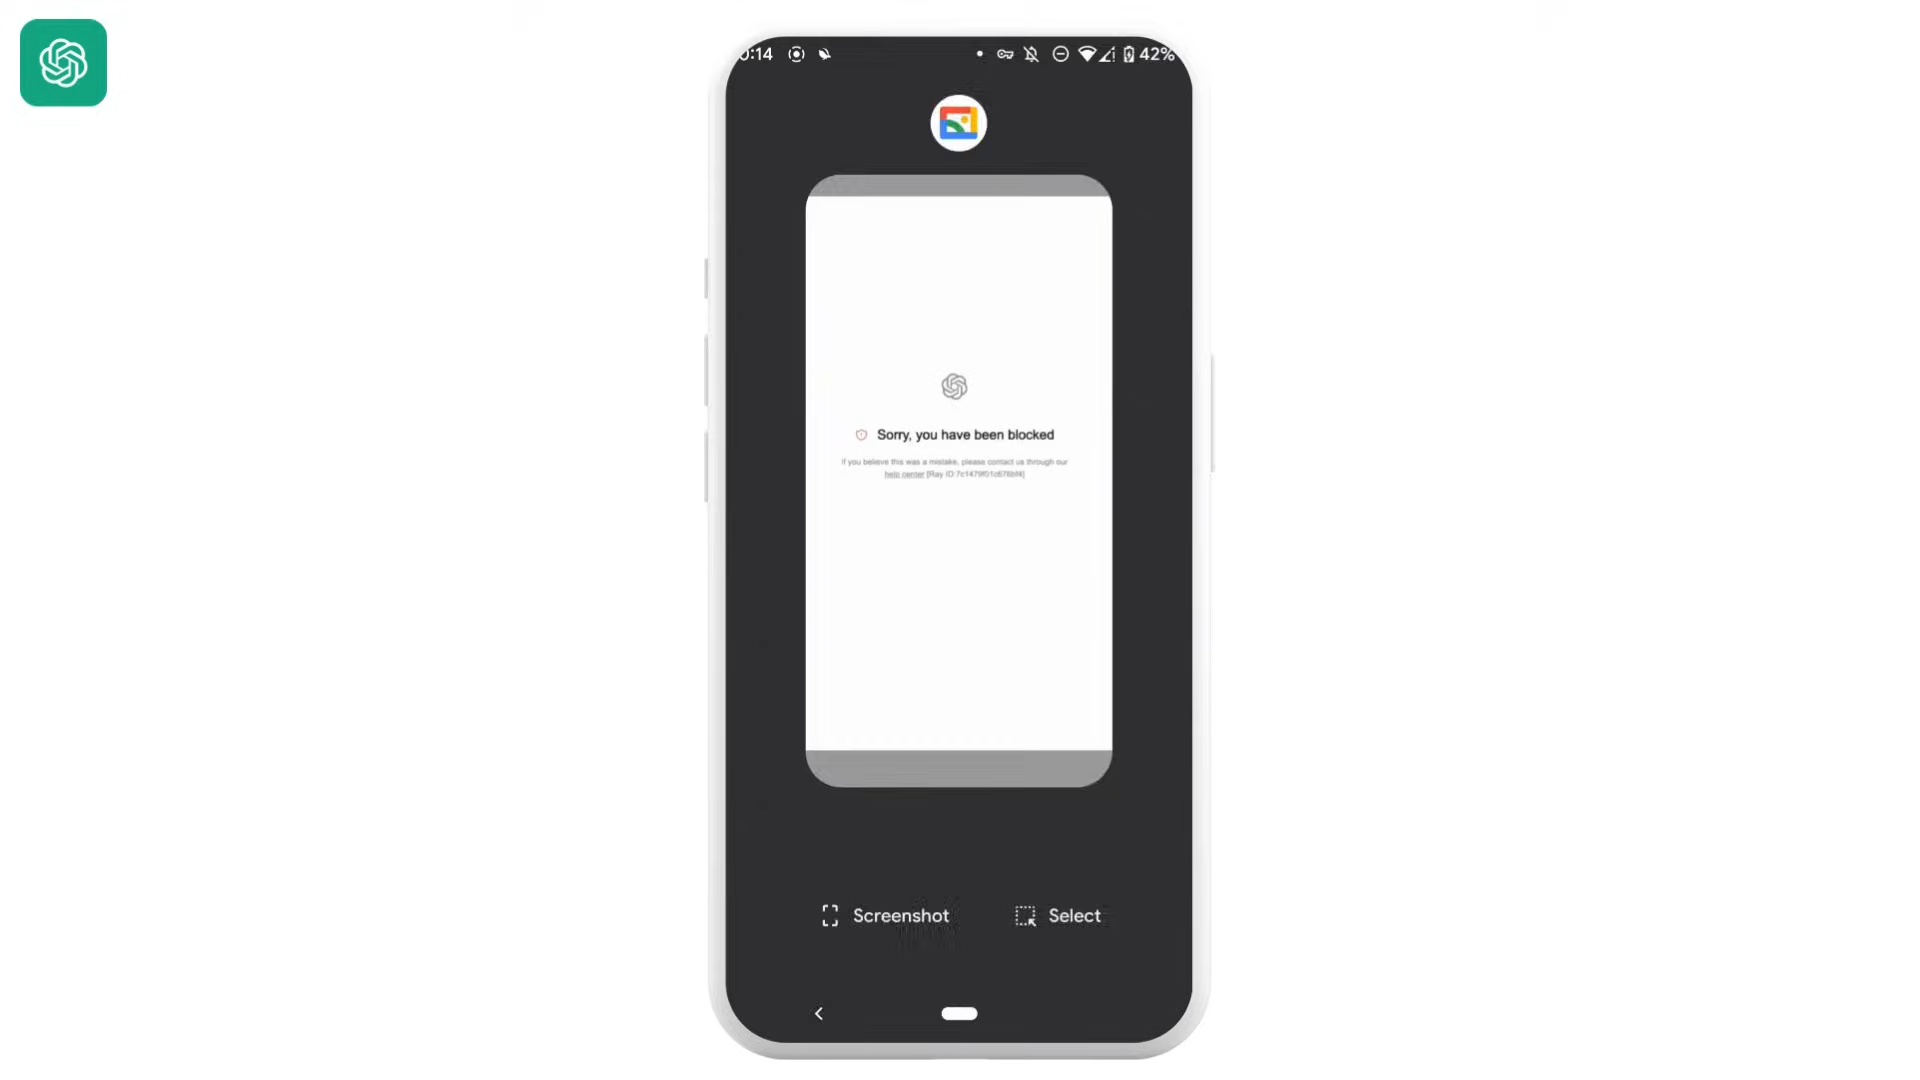 0:14
42%
Sorry, you have been blocked
If you believe this was a mistake, please contact us through our
help center [Ray ID:7c1479f01c676bf4]
Screenshot
Select